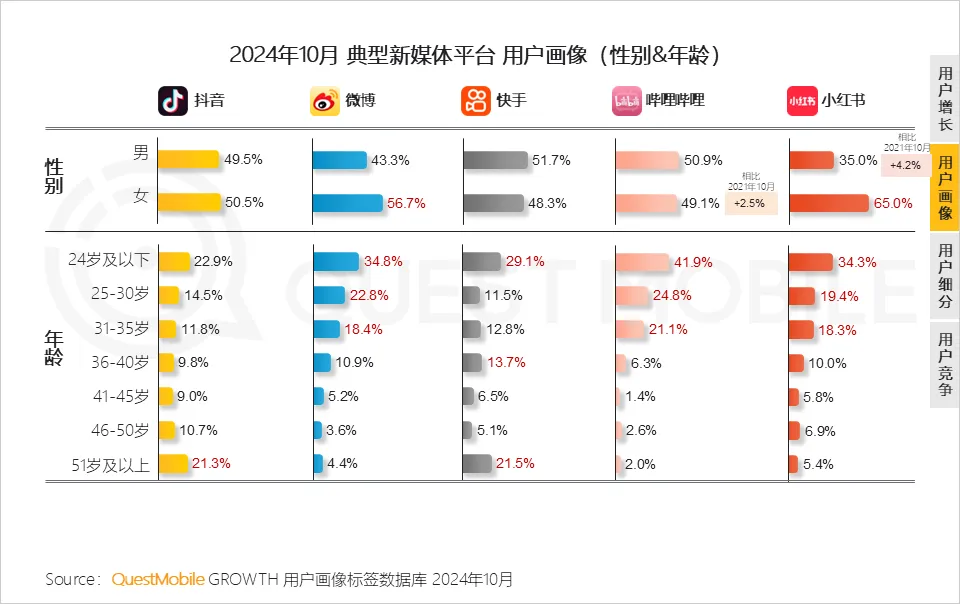 2024年10月 典型新媒体平台 用户画像（性别&年龄）
抖音 微博 快手 哔哩哔哩 小红书
性别
男 49.5% 43.3% 51.7% 50.9% 35.0%
相比
2021年10月
+4.2%
女 50.5% 56.7% 48.3% 49.1% 65.0%
相比
2021年10月
+2.5%
年龄
24岁及以下 22.9% 34.8% 29.1% 41.9% 34.3%
25-30岁 14.5% 22.8% 11.5% 24.8% 19.4%
31-35岁 11.8% 18.4% 12.8% 21.1% 18.3%
36-40岁 9.8% 10.9% 13.7% 6.3% 10.0%
41-45岁 9.0% 5.2% 6.5% 1.4% 5.8%
46-50岁 10.7% 3.6% 5.1% 2.6% 6.9%
51岁及以上 21.3% 4.4% 21.5% 2.0% 5.4%
用户增长
用户画像
用户细分
用户竞争
QUEST MOBILE
bilibili
小红书
Source：QuestMobile GROWTH 用户画像标签数据库 2024年10月